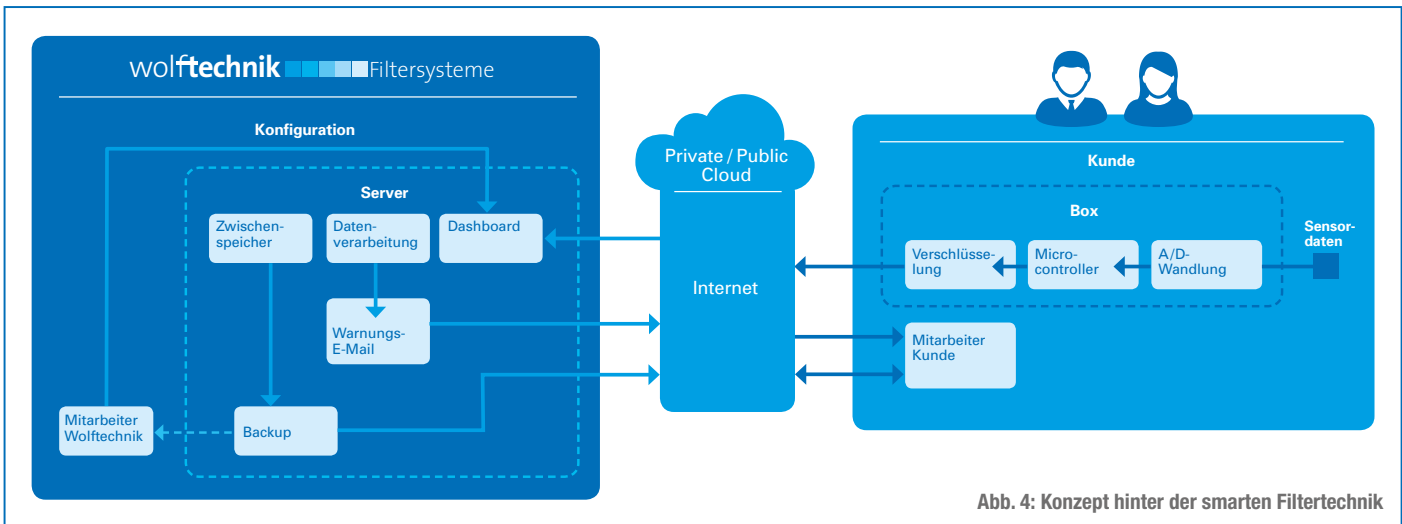 wolftechnik Filtersysteme
Konfiguration
Server
Zwischen-
speicher
Daten-
verarbeitung
Dashboard
Warnungs-
E-Mail
Mitarbeiter
Wolftechnik
Backup
Private / Public
Cloud
Internet
Kunde
Box
Verschlüsse-
lung
Micro-
controller
A/D-
Wandlung
Sensor-
daten
Mitarbeiter
Kunde
Abb. 4: Konzept hinter der smarten Filtertechnik